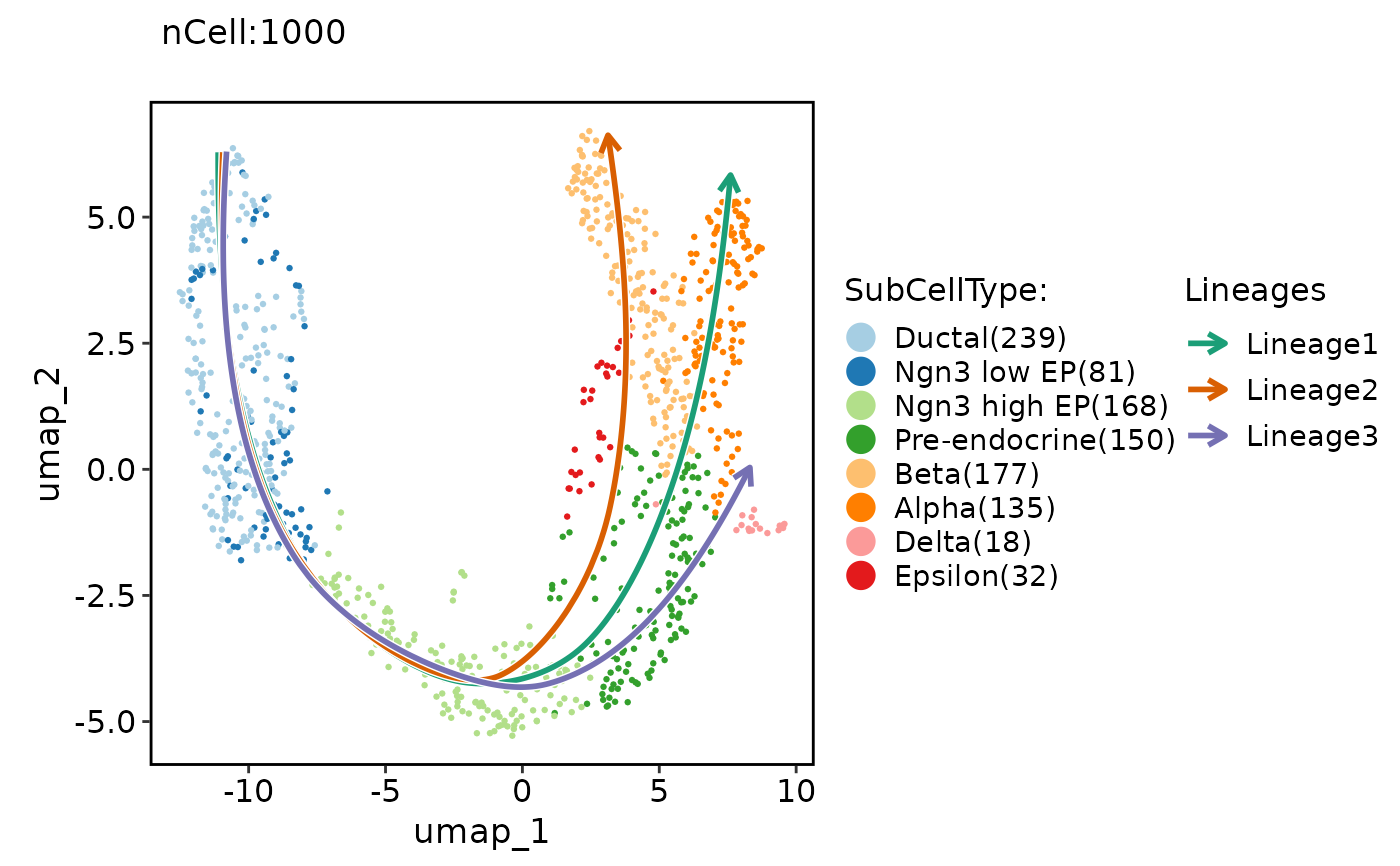 nCell:1000
umap_2
5.0
2.5
0.0
-2.5
-5.0
-10
-5
0
5
10
umap_1
SubCellType:
Ductal(239)
Ngn3 low EP(81)
Ngn3 high EP(168)
Pre-endocrine(150)
Beta(177)
Alpha(135)
Delta(18)
Epsilon(32)
Lineages
Lineage1
Lineage2
Lineage3